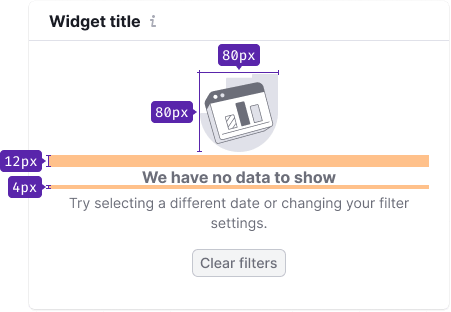 Widget title i
80px
80px
12px
We have no data to show
4px
Try selecting a different date or changing your filter
settings.
Clear filters